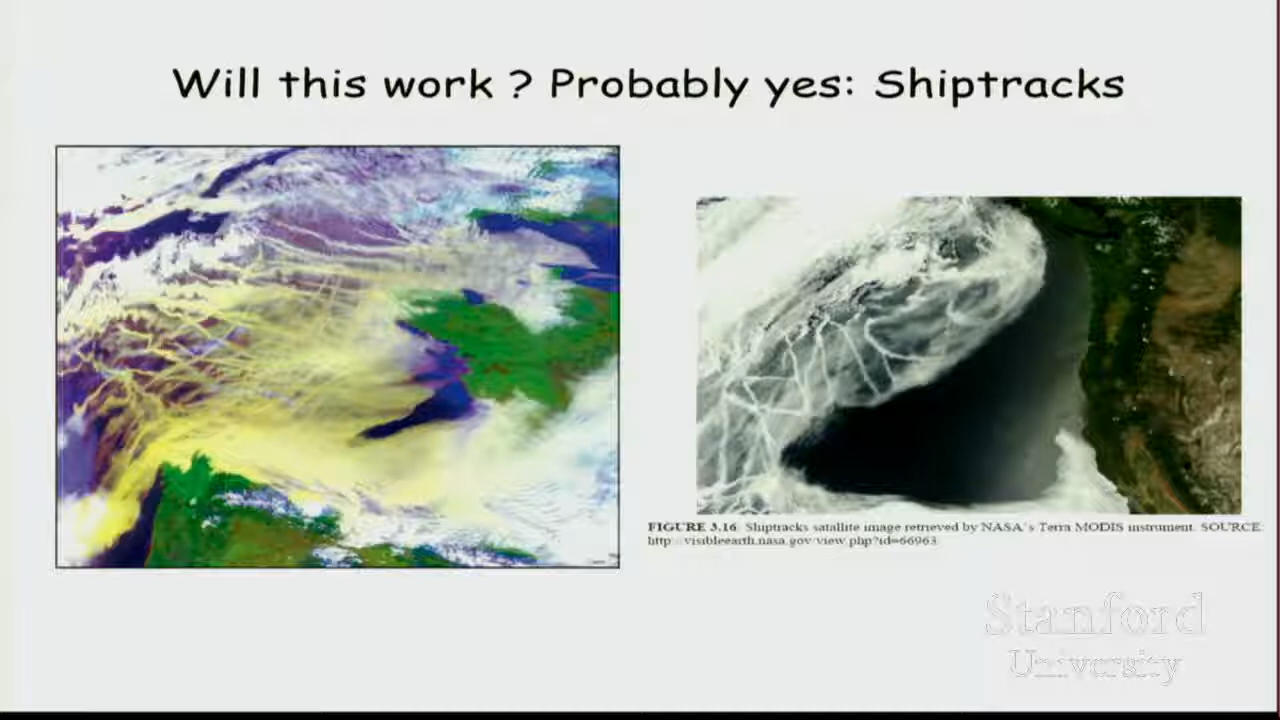 Will this work ? Probably yes: Shiptracks
FIGURE 3.16 Shiptracks satallite image retrieved by NASA's Terra MODIS instrument. SOURCE:
http://visibleearth.nasa.gov/view.php?id=66963
Stanford
University